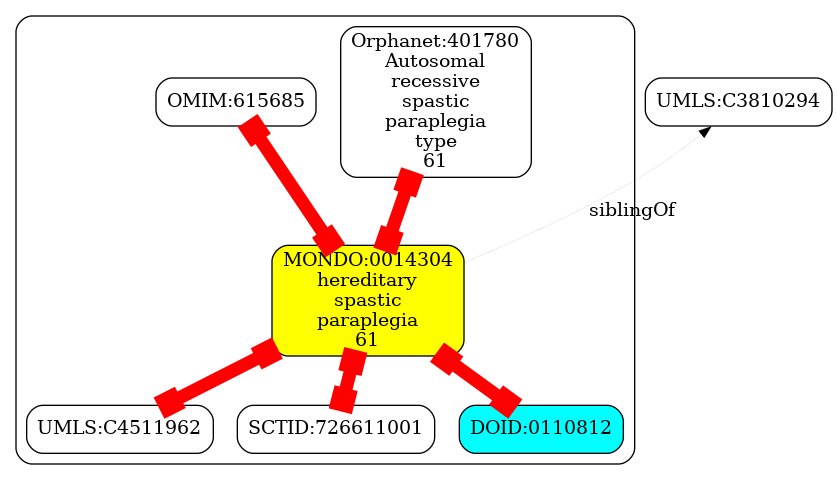 Orphanet:401780
Autosomal
recessive
spastic
paraplegia
type
61
OMIM:615685
UMLS:C3810294
siblingOf
MONDO:0014304
hereditary
spastic
paraplegia
61
UMLS:C4511962
SCTID:726611001
DOID:0110812